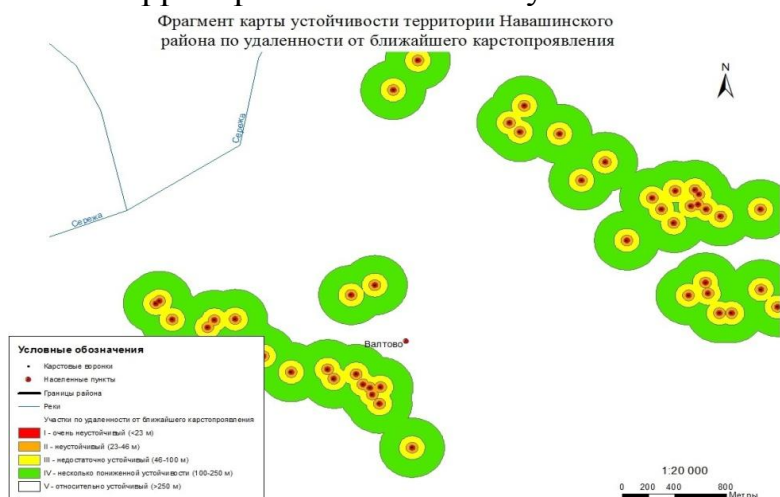 Фрагмент карты устойчивости территории Навашинского
района по удаленности от ближайшего карстопроявления
N
Сережа
Сережа
Валтово
Условные обозначения
Карстовые воронки
Населенные пункты
Границы района
Реки
Участки по удаленности от ближайшего карстопроявления
I - очень неустойчивый (<23 м)
II - неустойчивый (23-46 м)
III - недостаточно устойчивый (46-100 м)
IV - несколько пониженной устойчивости (100-250 м)
V - относительно устойчивый (>250 м)
1:20 000
0 200 400 800
Метры